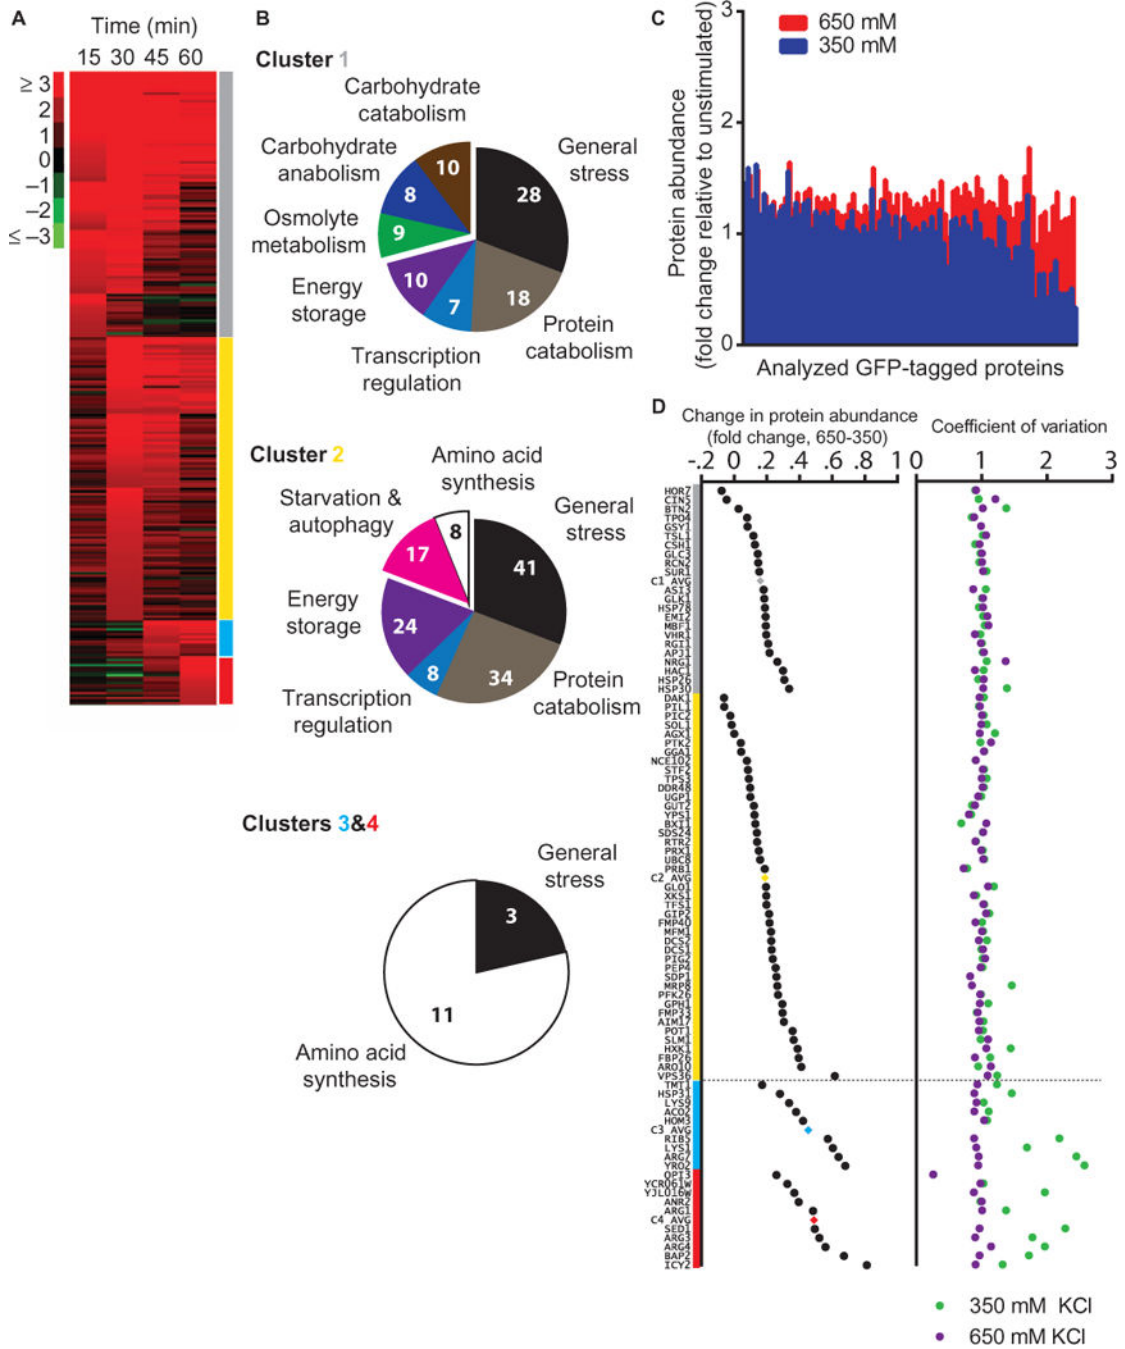 A
Time (min)
15 30 45 60
≥ 3
2
1
0
–1
–2
≤ –3
B
Cluster 1
Carbohydrate
catabolism
Carbohydrate
anabolism
Osmolyte
metabolism
Energy
storage
Transcription
regulation
Protein
catabolism
General
stress
10
28
8
9
10
7
18
Cluster 2
Amino acid
synthesis
Starvation &
autophagy
General
stress
Energy
storage
Transcription
regulation
Protein
catabolism
8
17
41
24
8
34
Clusters 3&4
General
stress
3
11
Amino acid
synthesis
C
Protein abundance
(fold change relative to unstimulated)
3
2
1
0
650 mM
350 mM
Analyzed GFP-tagged proteins
D
Change in protein abundance
(fold change, 650-350)
-.2 0 .2 .4 .6 .8 1
Coefficient of variation
0 1 2 3
HOR7
CIN5
BTN2
TPO4
GSY1
TSL1
CSH1
GLC3
RCN2
SUR1
C1 AVG
ASI3
GLK1
HSP78
EMI2
MBF1
VHR1
RGI1
APJ1
NRG1
HAC1
HSP26
HSP30
DAK1
PIL1
PIC2
SOL1
AGX1
PTK2
GGA1
NCE102
STF2
TPS3
DDR48
UGP1
GUT2
YPS1
BXI1
SDS24
RTR2
PRX1
UBC8
PRB1
C2 AVG
GLO1
XKS1
TFS1
GIP2
FMP40
MFM1
DCS2
DCS1
PIG2
PEP4
SDP1
MRP8
PFK26
GPH1
FMP33
AIM17
POT1
SLM1
HXK1
FBP26
ARO10
VPS36
TMT1
HSP31
LYS9
ACO2
HOM3
C3 AVG
RIB5
LYS1
ARG7
YRO2
OPI3
YCR061W
YJL016W
ANR2
ARG1
C4 AVG
SED1
ARG3
ARG4
BAP2
ICY2
350 mM KCl
650 mM KCl